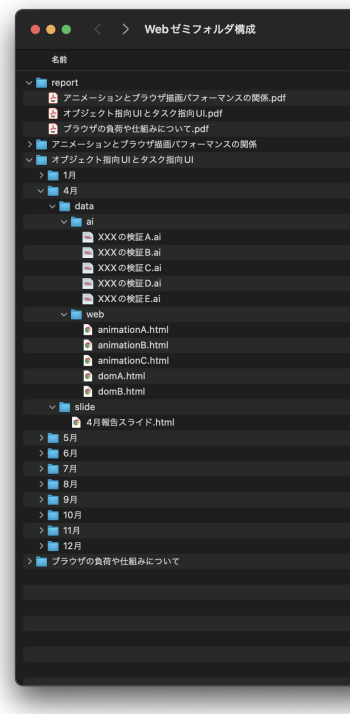 Webゼミフォルダ構成
名前
report
アニメーションとブラウザ描画パフォーマンスの関係.pdf
オブジェクト指向UIとタスク指向UI.pdf
ブラウザの負荷や仕組みについて.pdf
アニメーションとブラウザ描画パフォーマンスの関係
オブジェクト指向UIとタスク指向UI
1月
4月
data
ai
XXXの検証A.ai
XXXの検証B.ai
XXXの検証C.ai
XXXの検証D.ai
XXXの検証E.ai
web
animationA.html
animationB.html
animationC.html
domA.html
domB.html
slide
4月報告スライド.html
5月
6月
7月
8月
9月
10月
11月
12月
ブラウザの負荷や仕組みについて